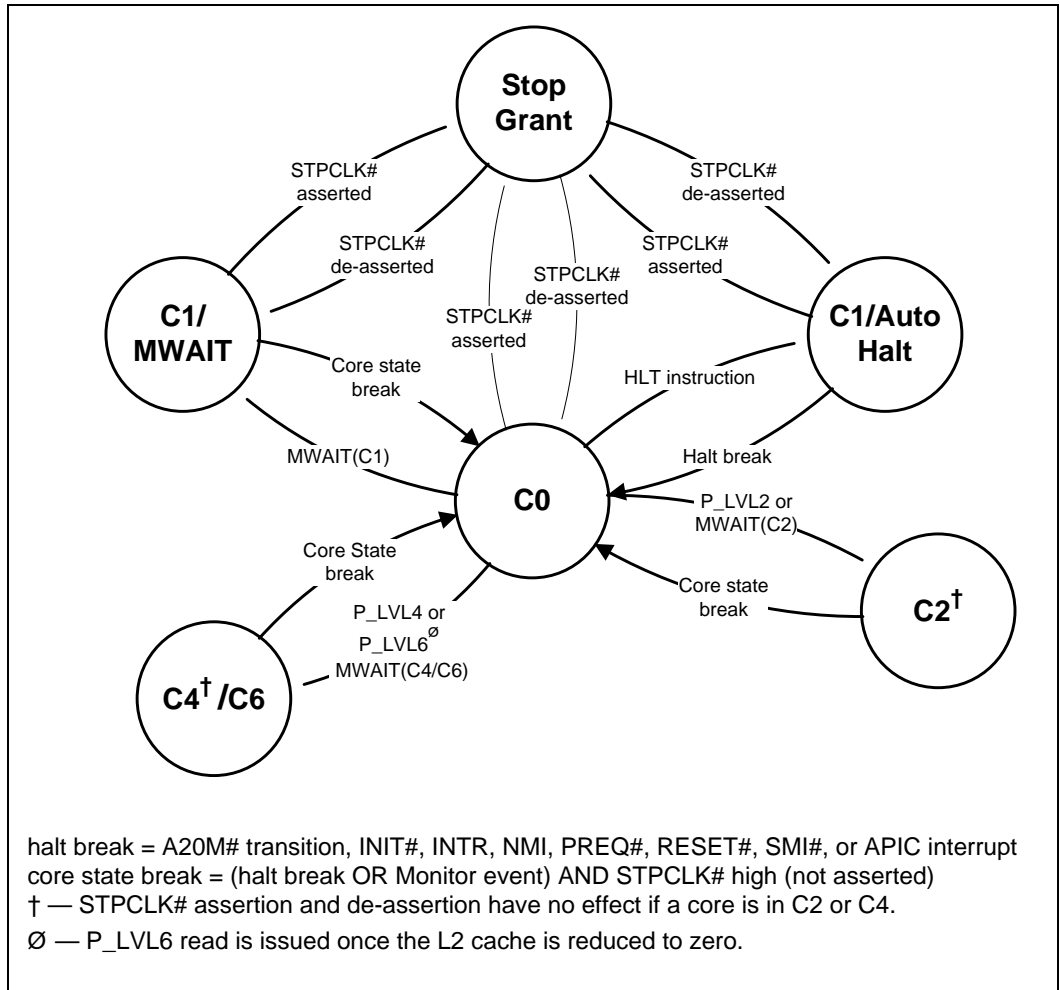 Stop
Grant
STPCLK#
asserted
STPCLK#
de-asserted
STPCLK#
de-asserted
STPCLK#
asserted
STPCLK#
de-asserted
STPCLK#
asserted
C1/
MWAIT
C1/Auto
Halt
Core state
break
HLT instruction
MWAIT(C1)
Halt break
C0
P_LVL2 or
MWAIT(C2)
Core State
break
Core state
break
C2†
P_LVL4 or
P_LVL6Ø
MWAIT(C4/C6)
C4† /C6
halt break = A20M# transition, INIT#, INTR, NMI, PREQ#, RESET#, SMI#, or APIC interrupt
core state break = (halt break OR Monitor event) AND STPCLK# high (not asserted)
† — STPCLK# assertion and de-assertion have no effect if a core is in C2 or C4.
Ø — P_LVL6 read is issued once the L2 cache is reduced to zero.